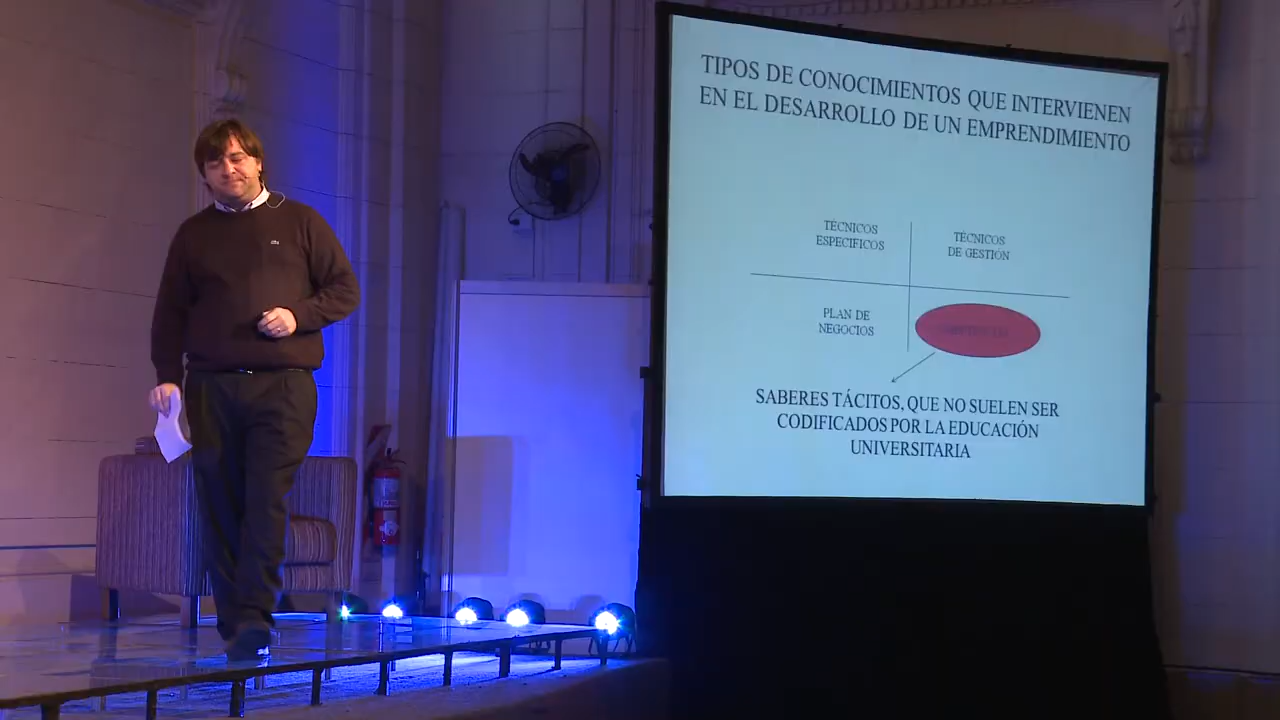 TIPOS DE CONOCIMIENTOS QUE INTERVIENEN
EN EL DESARROLLO DE UN EMPRENDIMIENTO
TÉCNICOS
ESPECIFICOS
TÉCNICOS
DE GESTIÓN
PLAN DE
NEGOCIOS
SABERES TÁCITOS, QUE NO SUELEN SER
CODIFICADOS POR LA EDUCACIÓN
UNIVERSITARIA